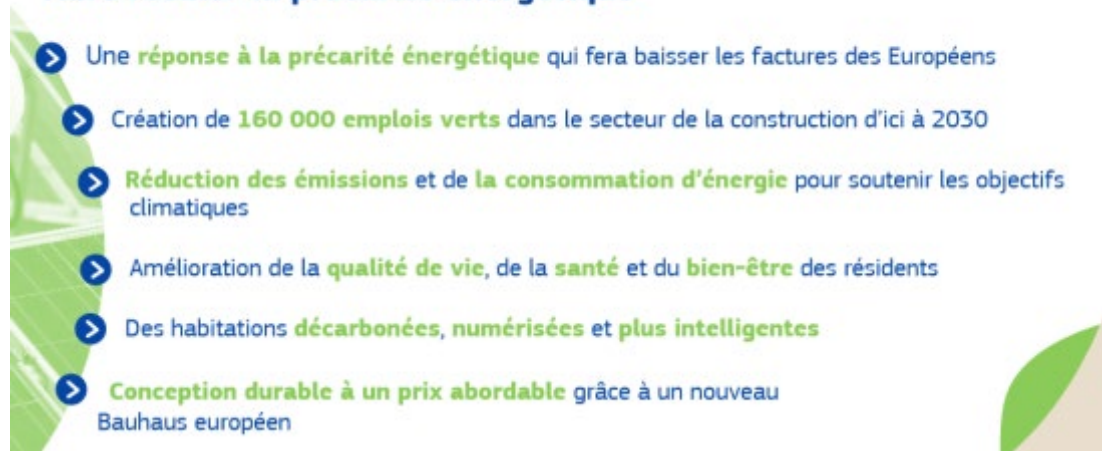 Une réponse à la précarité énergétique qui fera baisser les factures des Européens
Création de 160 000 emplois verts dans le secteur de la construction d'ici à 2030
Réduction des émissions et de la consommation d'énergie pour soutenir les objectifs
climatiques
Amélioration de la qualité de vie, de la santé et du bien-être des résidents
Des habitations décarbonées, numérisées et plus intelligentes
Conception durable à un prix abordable grâce à un nouveau
Bauhaus européen